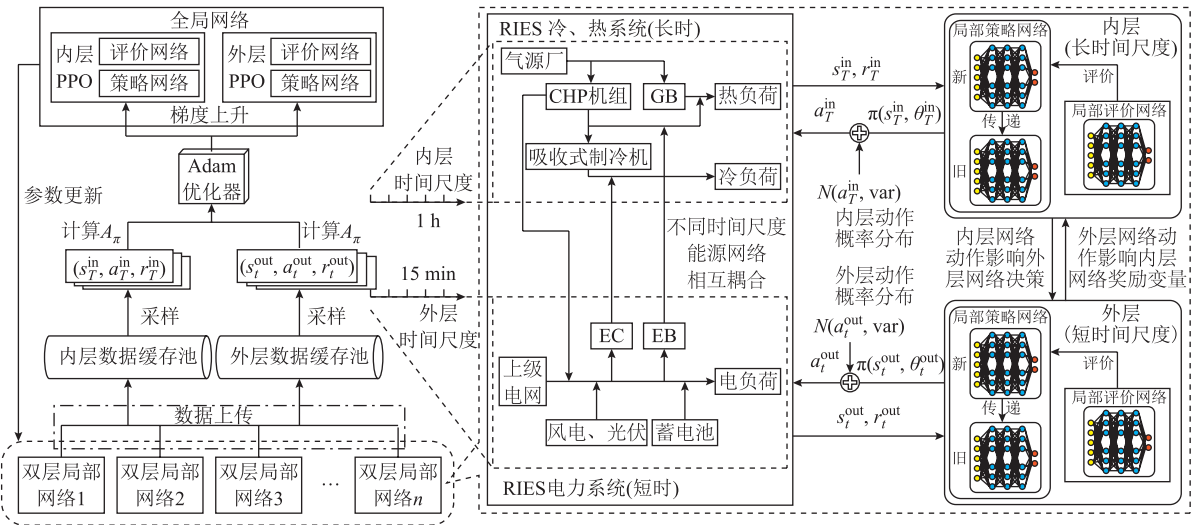 全局网络
内层
PPO
评价网络
策略网络
外层
PPO
评价网络
策略网络
梯度上升
Adam
优化器
参数更新
计算Aπ
计算Aπ
(s_T^in, a_T^in, r_T^in)
(s_t^out, a_t^out, r_t^out)
采样
采样
内层数据缓存池
外层数据缓存池
数据上传
双层局部
网络1
双层局部
网络2
双层局部
网络3
…
双层局部
网络n
内层
时间尺度
1 h
15 min
外层
时间尺度
RIES 冷、热系统(长时)
气源厂
CHP机组
GB
热负荷
吸收式制冷机
冷负荷
不同时间尺度
能源网络
相互耦合
EC
EB
上级
电网
电负荷
风电、光伏
蓄电池
RIES电力系统(短时)
s_T^in, r_T^in
a_T^in
π(s_T^in, θ_T^in)
N(a_T^in, var)
内层动作
概率分布
外层动作
概率分布
N(a_t^out, var)
a_t^out
π(s_t^out, θ_t^out)
s_t^out, r_t^out
局部策略网络
新
传 递
旧
内层
(长时间尺度)
评价
局部评价网络
内层网络
动作影响外
层网络决策
外层网络动
作影响内层
网络奖励变量
局部策略网络
新
传 递
旧
外层
(短时间尺度)
评价
局部评价网络